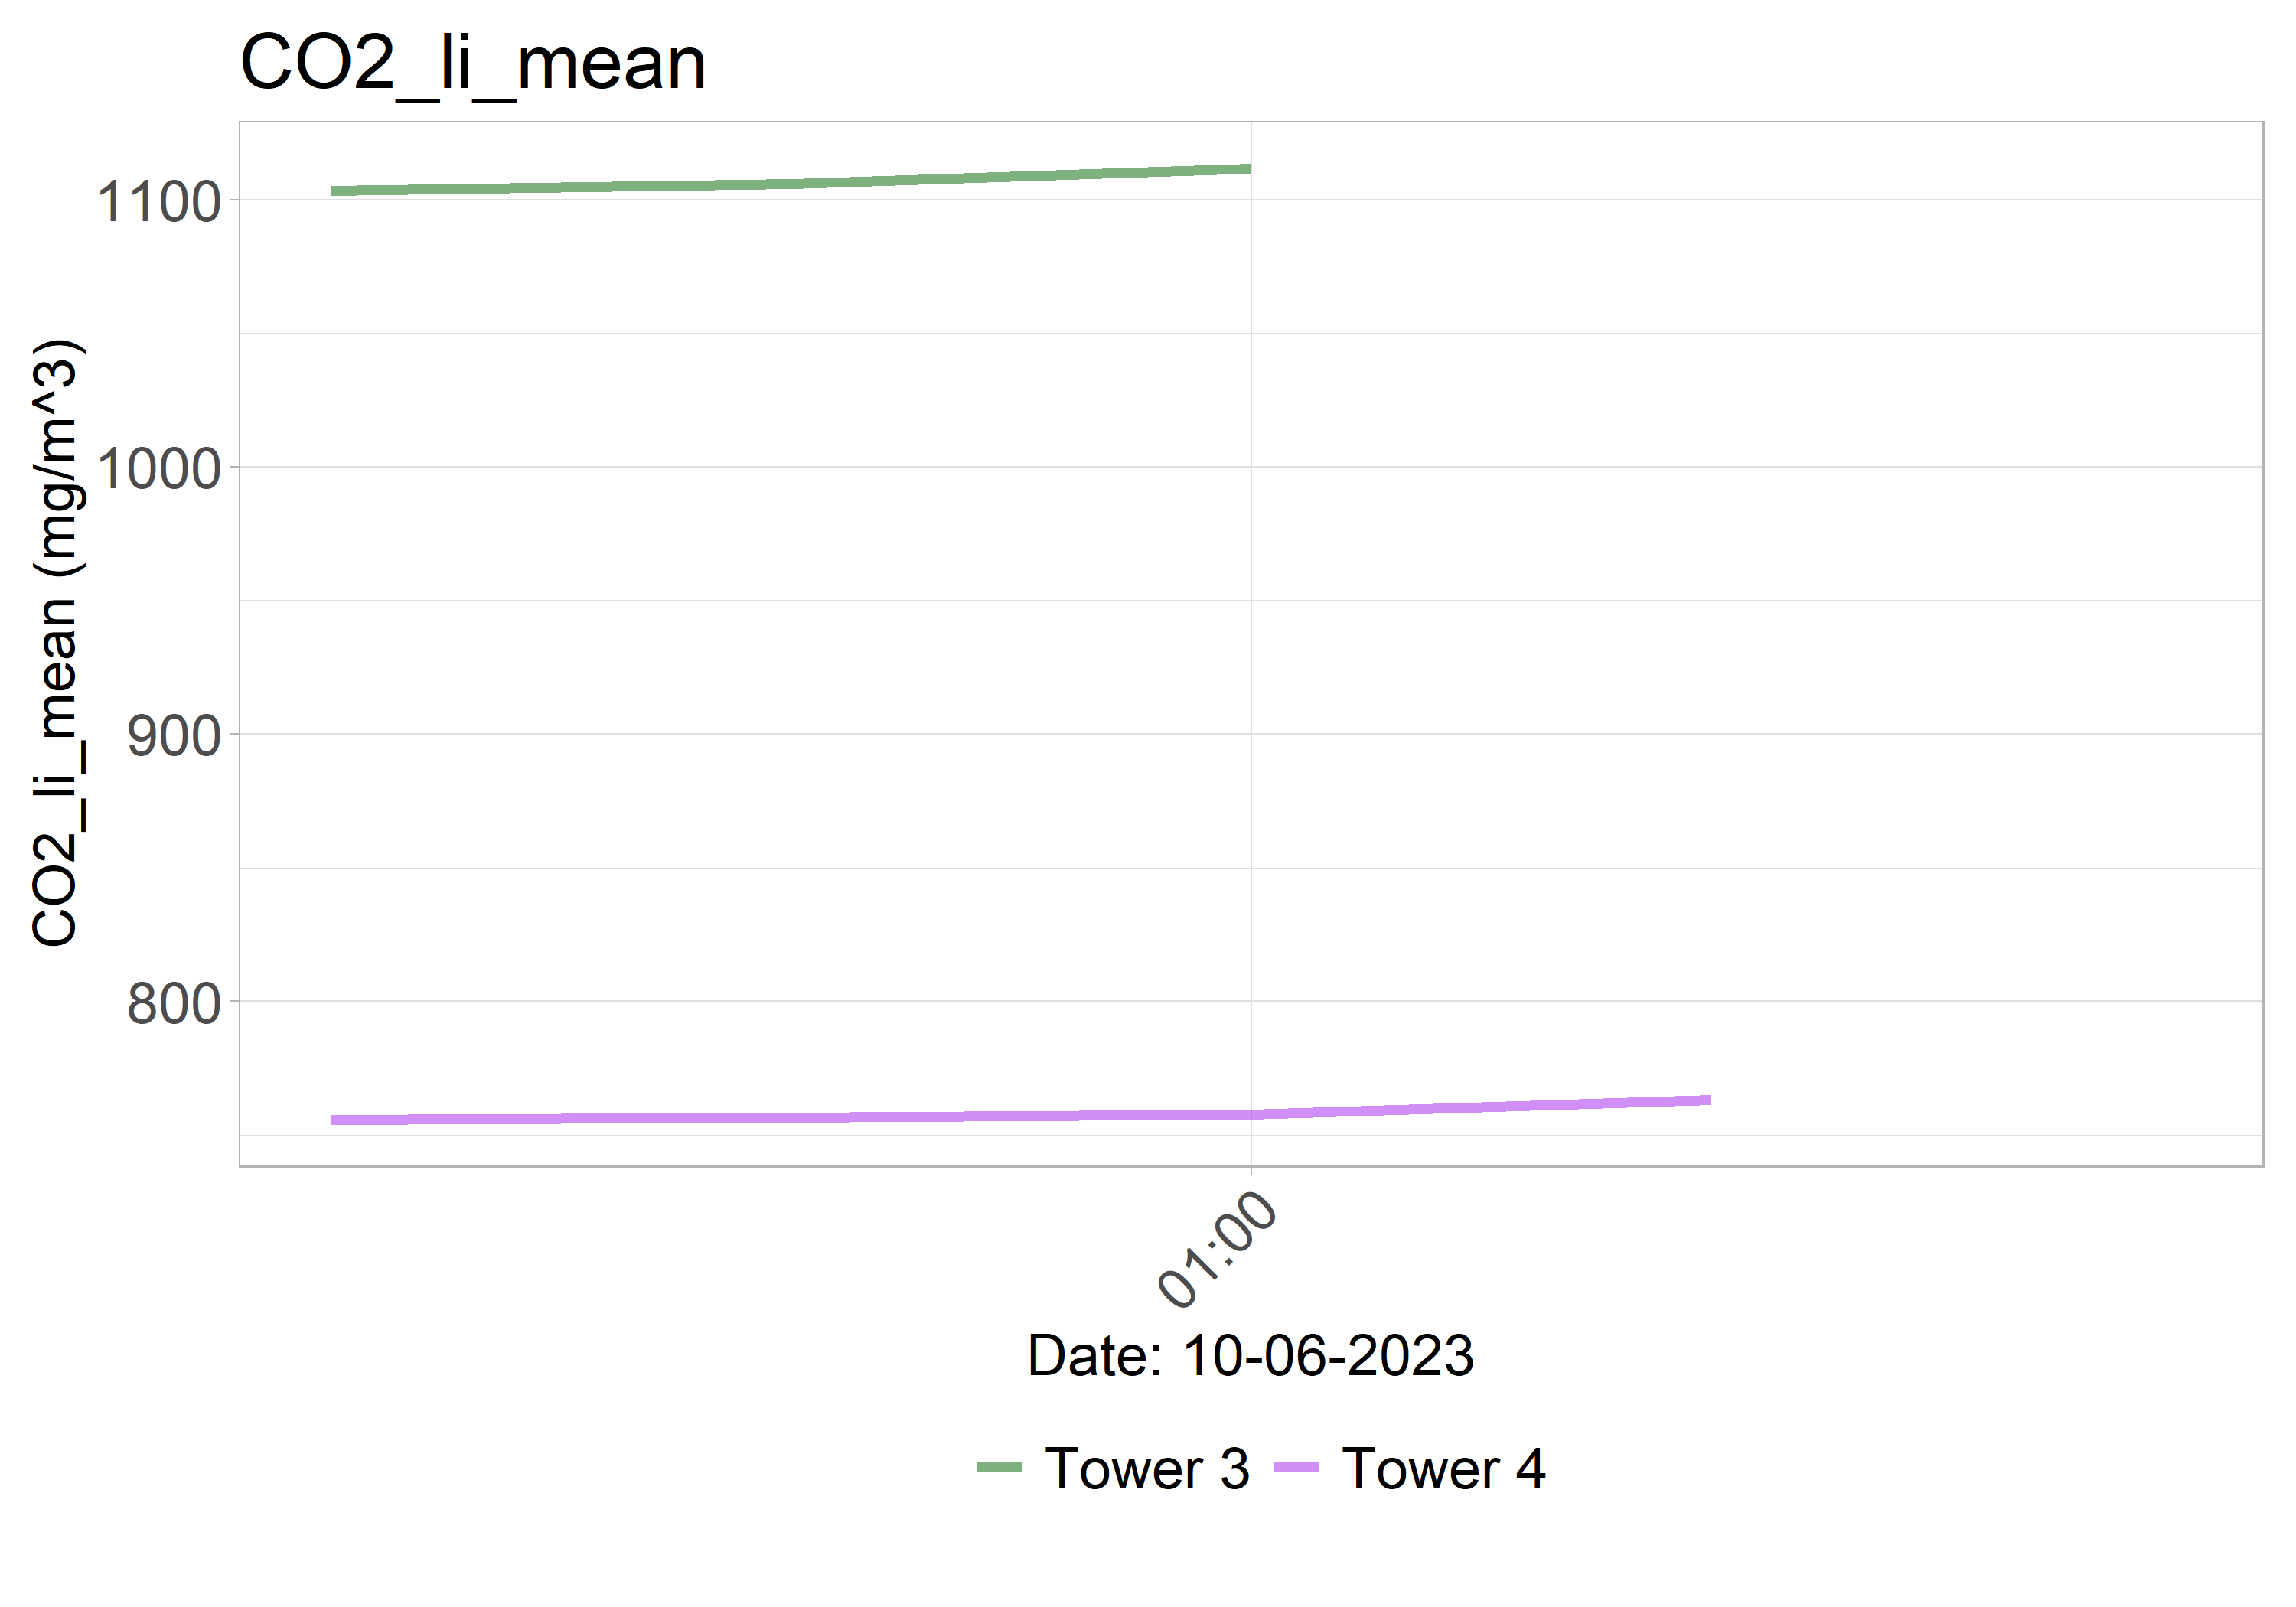 CO2_li_mean
CO2_li_mean (mg/m^3)
1100
1000
900
800
01:00
Date: 10-06-2023
Tower 3 Tower 4